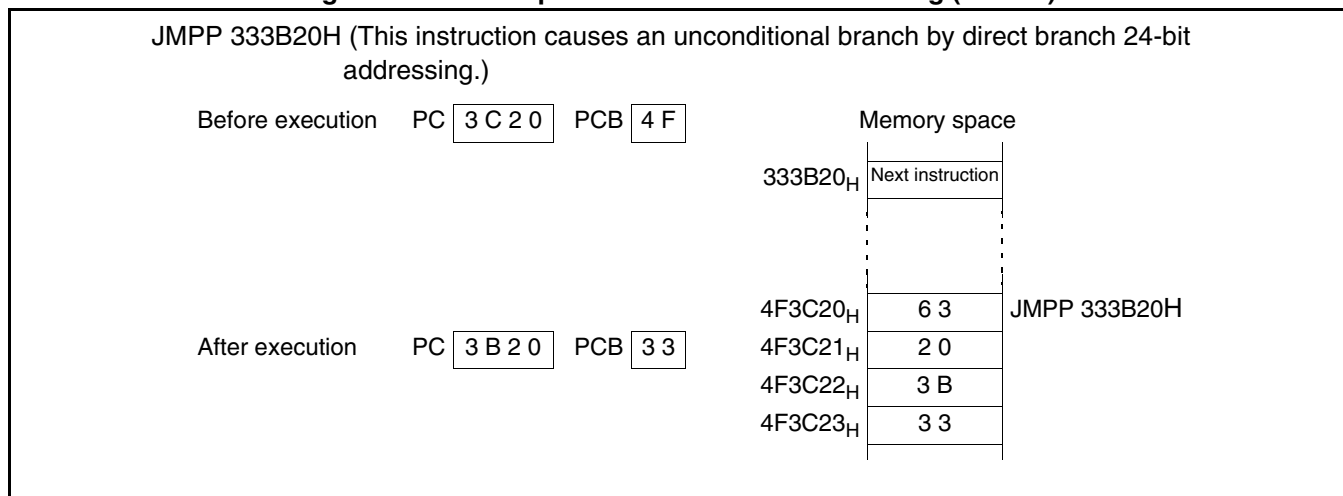 JMPP 333B20H (This instruction causes an unconditional branch by direct branch 24-bit
addressing.)
Before execution PC 3 C 2 0 PCB 4 F
Memory space
333B20H Next instruction
4F3C20H 6 3 JMPP 333B20H
After execution PC 3 B 2 0 PCB 3 3
4F3C21H 2 0
4F3C22H 3 B
4F3C23H 3 3